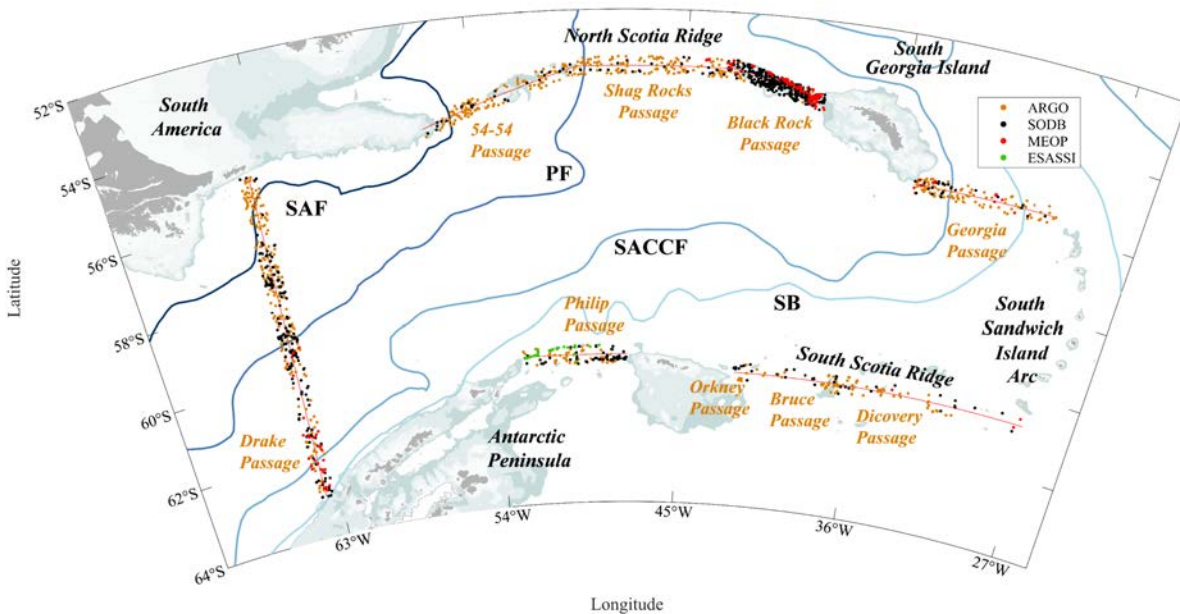 North Scotia Ridge
South
Georgia Island
52°S
South
America
Shag Rocks
Passage
ARGO
SODB
MEOP
ESASSI
54-54
Passage
Black Rock
Passage
54°S
PF
SAF
Georgia
Passage
56°S
SACCF
Latitude
SB
Philip
Passage
South
Sandwich
Island
Arc
58°S
South Scotia Ridge
Orkney
Passage
Bruce
Passage
Dicovery
Passage
60°S
Drake
Passage
Antarctic
Peninsula
62°S
64°S
63°W
54°W
45°W
36°W
27°W
Longitude